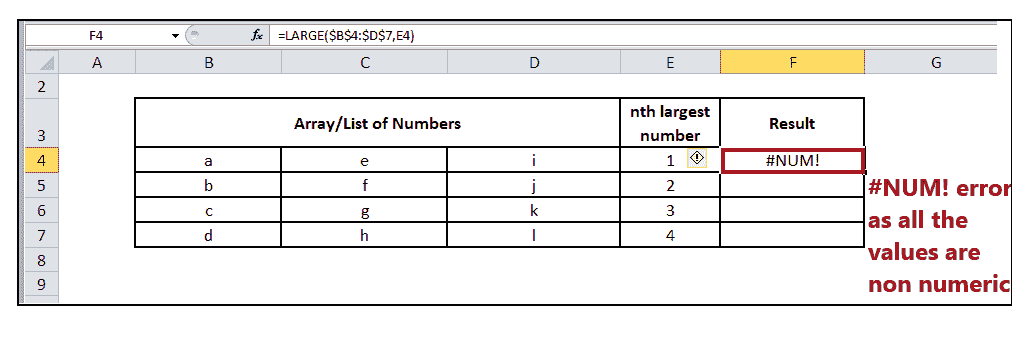 F4 fx =LARGE($B$4:$D$7,E4)
A B C D E F G
2
3 Array/List of Numbers nth largest number Result
4 a e i 1 #NUM!
5 b f j 2
6 c g k 3
7 d h l 4
8
9
#NUM! error
as all the
values are
non numeric